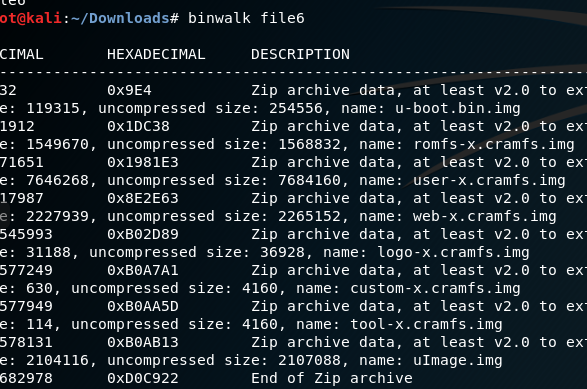 le6
ot@kali:~/Downloads# binwalk file6
CIMAL HEXADECIMAL DESCRIPTION
--------------------------------------------------------------------------------
32 0x9E4 Zip archive data, at least v2.0 to ext
e: 119315, uncompressed size: 254556, name: u-boot.bin.img
1912 0x1DC38 Zip archive data, at least v2.0 to ext
e: 1549670, uncompressed size: 1568832, name: romfs-x.cramfs.img
71651 0x1981E3 Zip archive data, at least v2.0 to ext
e: 7646268, uncompressed size: 7684160, name: user-x.cramfs.img
17987 0x8E2E63 Zip archive data, at least v2.0 to ext
e: 2227939, uncompressed size: 2265152, name: web-x.cramfs.img
545993 0xB02D89 Zip archive data, at least v2.0 to ext
e: 31188, uncompressed size: 36928, name: logo-x.cramfs.img
577249 0xB0A7A1 Zip archive data, at least v2.0 to ext
e: 630, uncompressed size: 4160, name: custom-x.cramfs.img
577949 0xB0AA5D Zip archive data, at least v2.0 to ext
e: 114, uncompressed size: 4160, name: tool-x.cramfs.img
578131 0xB0AB13 Zip archive data, at least v2.0 to ext
e: 2104116, uncompressed size: 2107088, name: uImage.img
682978 0xD0C922 End of Zip archive